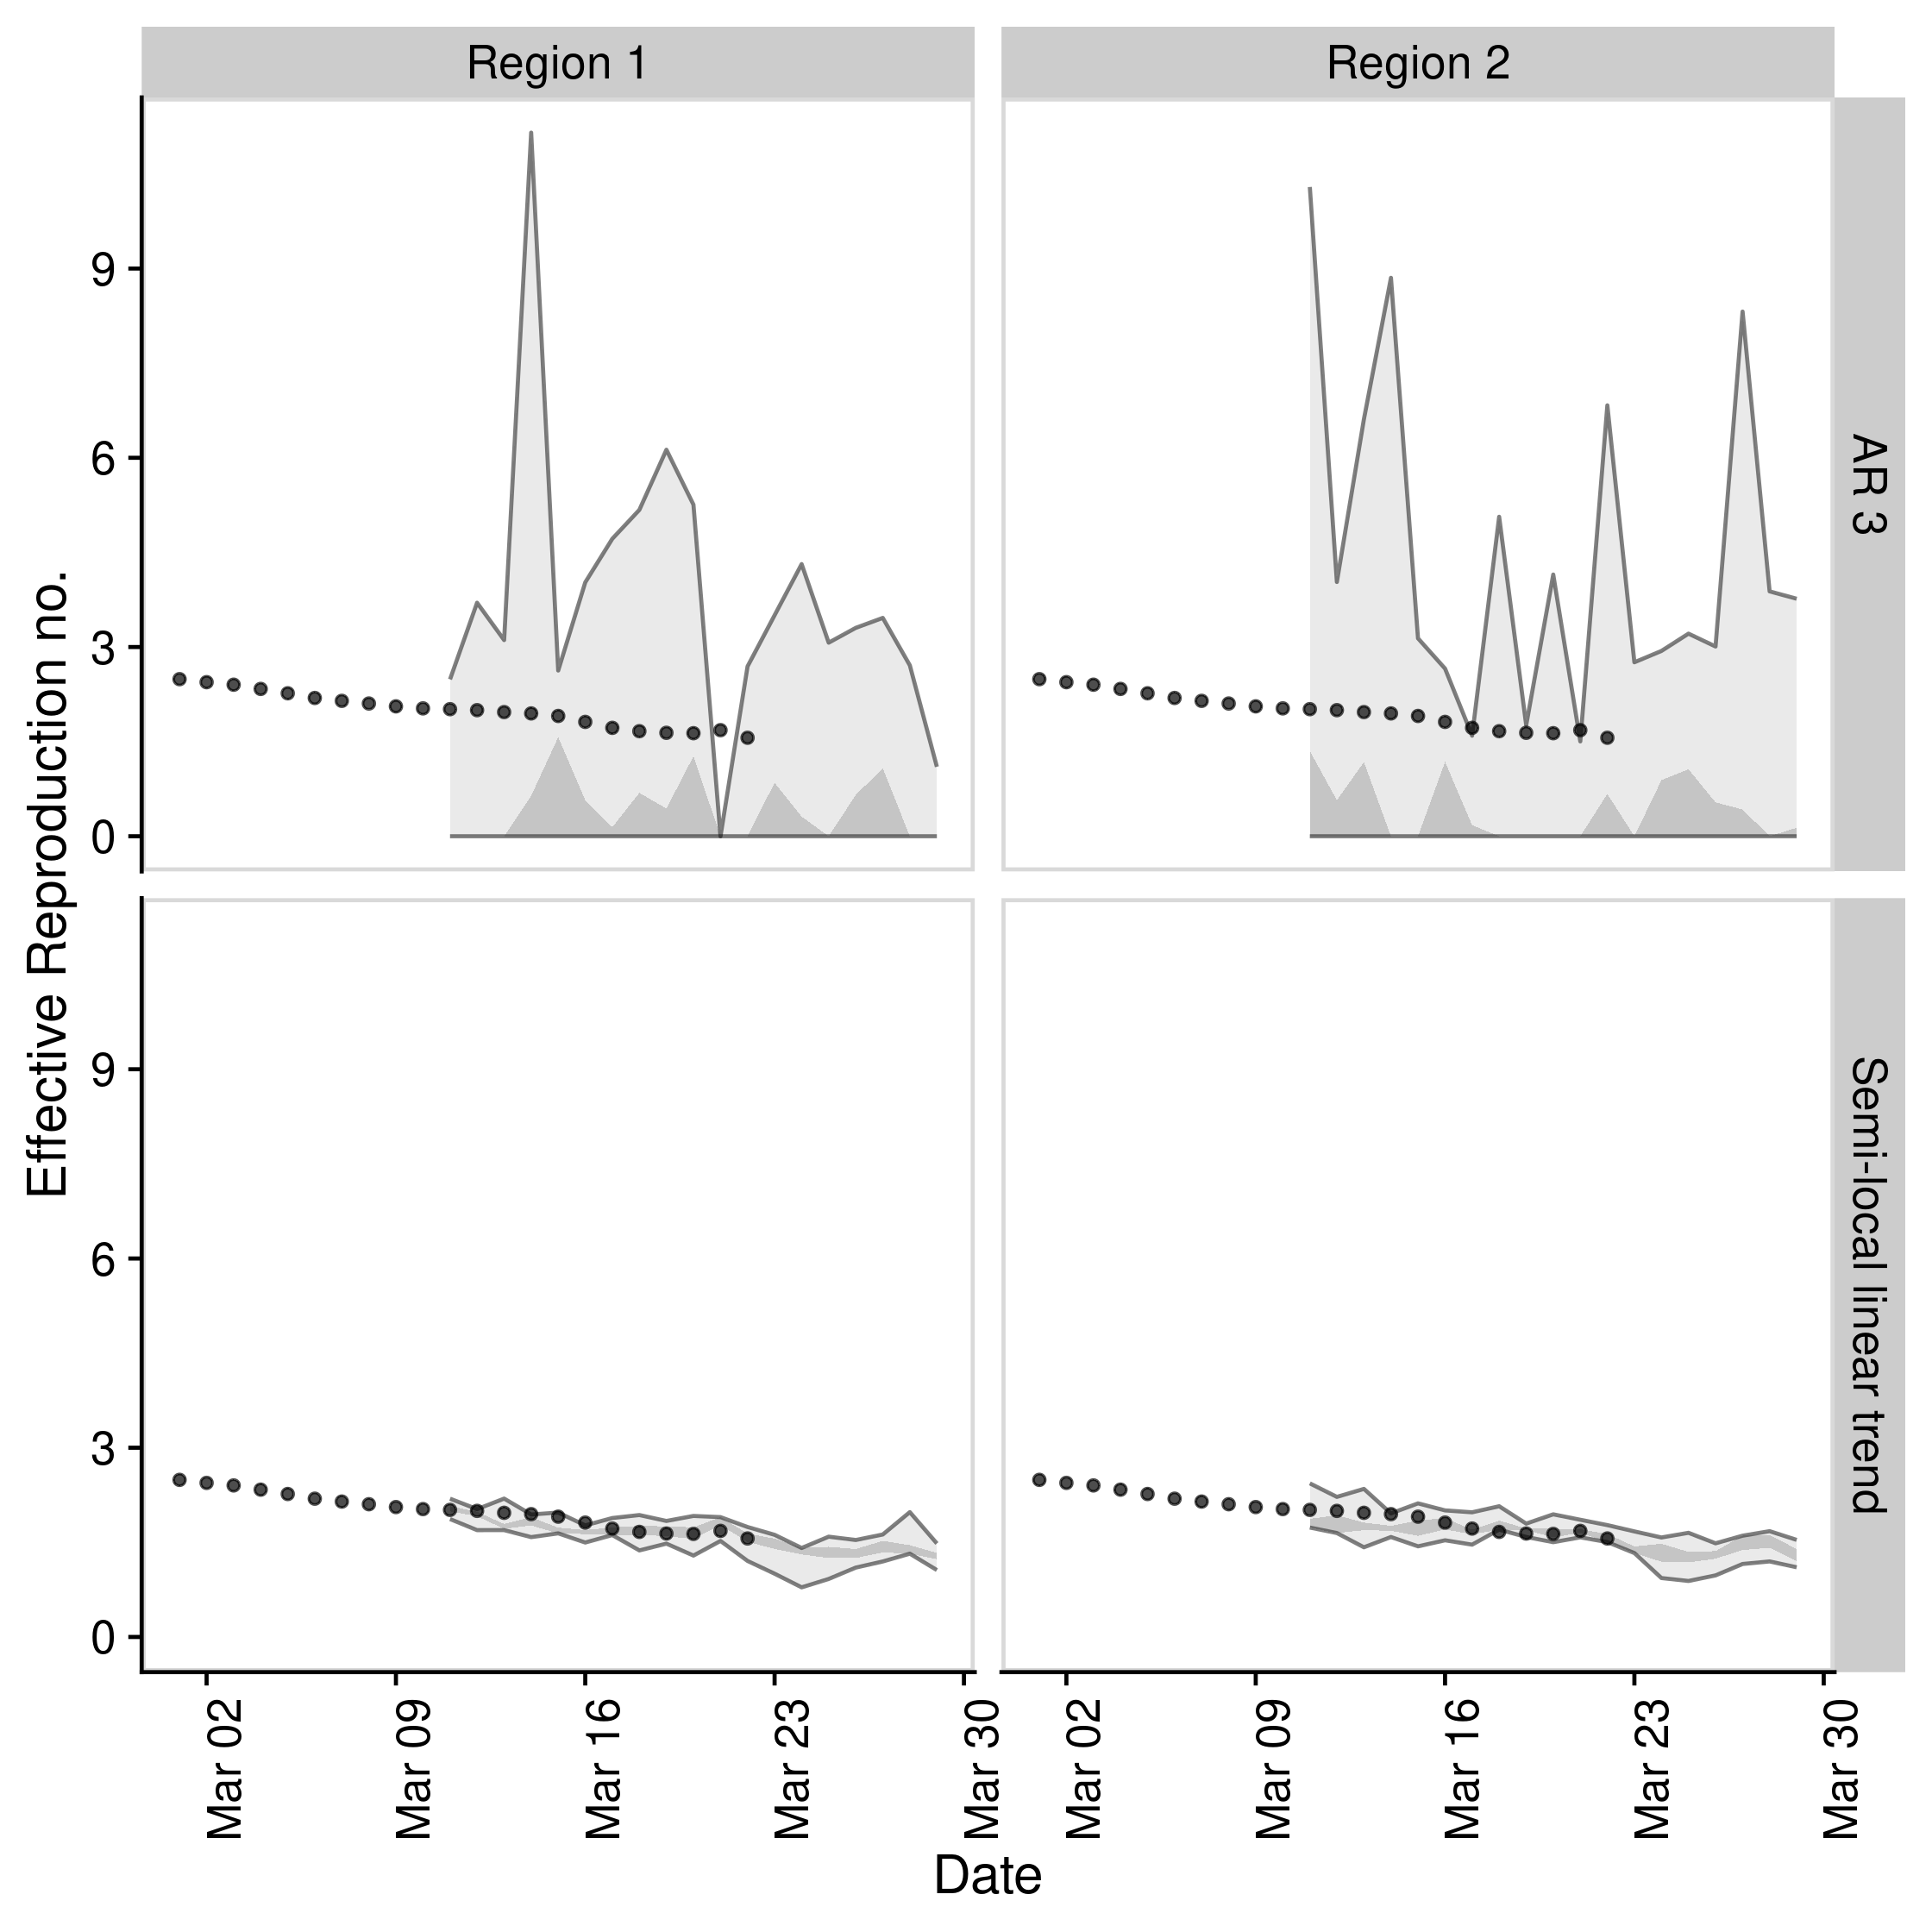 Region 1
Region 2
AR 3
Semi-local linear trend
Effective Reproduction no.
9
6
3
0
9
6
3
0
Mar 02
Mar 09
Mar 16
Mar 23
Mar 30
Mar 02
Mar 09
Mar 16
Mar 23
Mar 30
Date